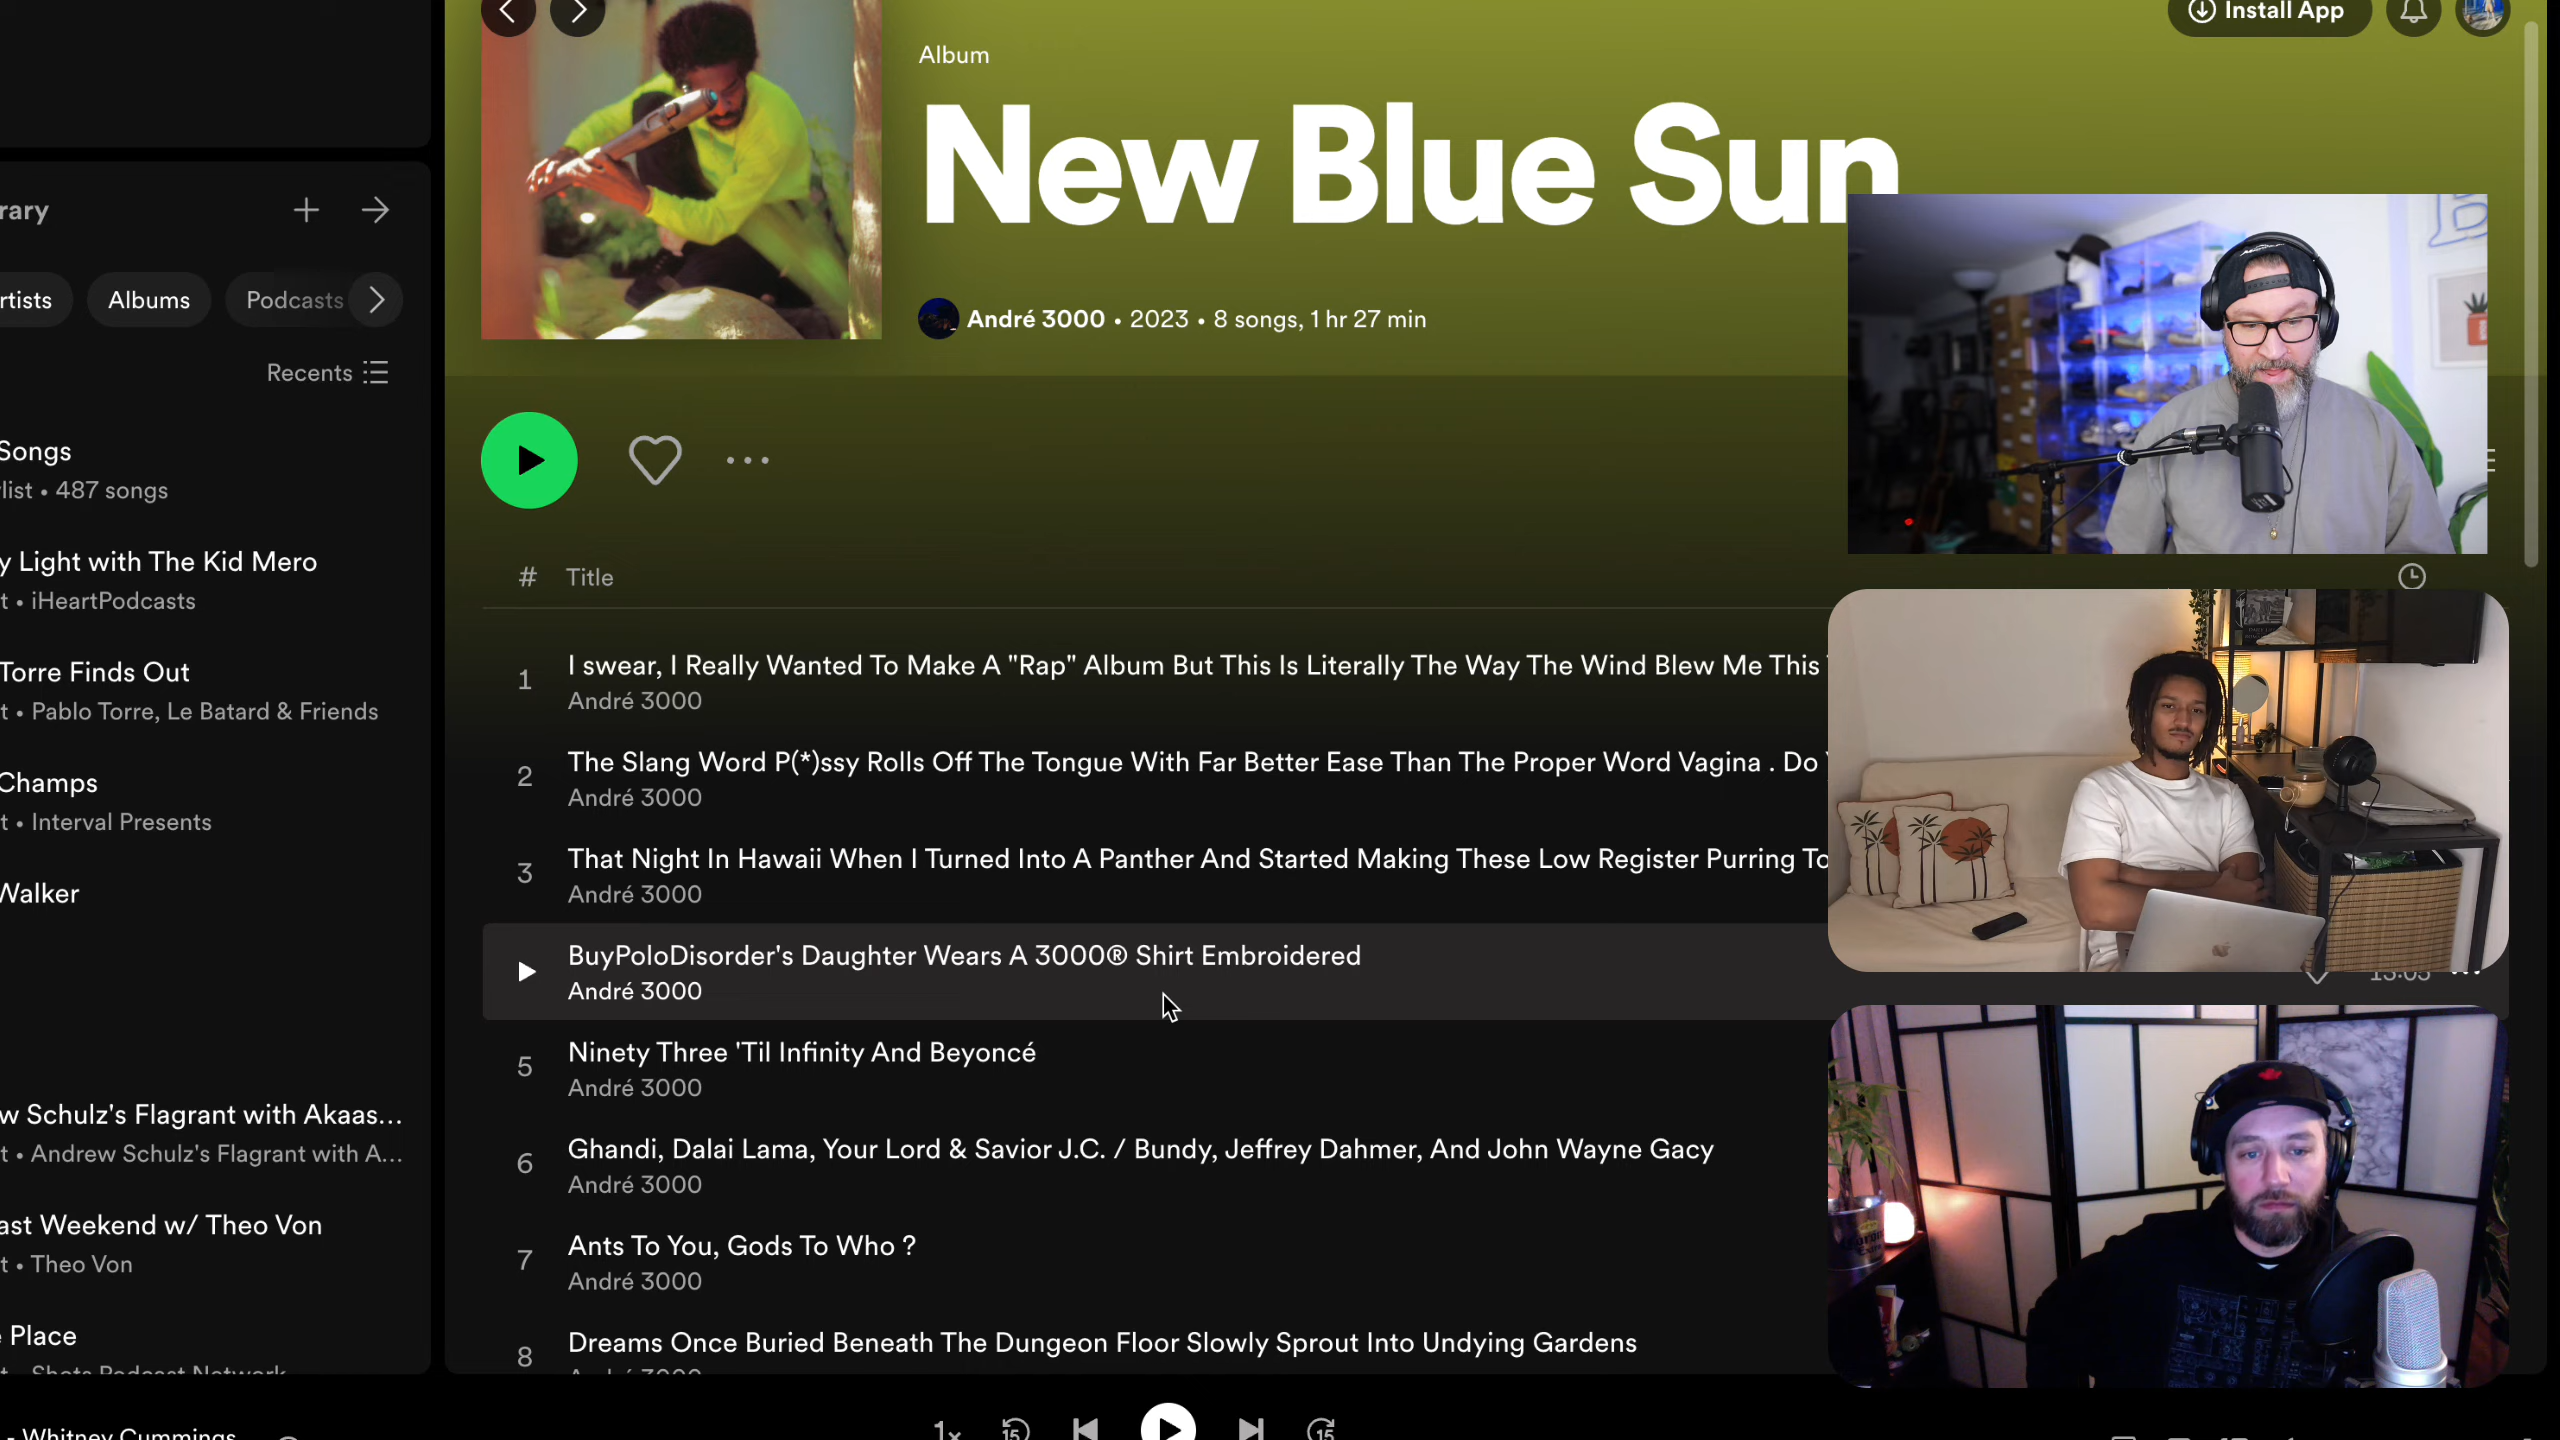 Install App
Album
New Blue Sun
André 3000 • 2023 • 8 songs, 1 hr 27 min
rary
rtists
Albums
Podcasts
Recents
Songs
list • 487 songs
y Light with The Kid Mero
t • iHeartPodcasts
Torre Finds Out
t • Pablo Torre, Le Batard & Friends
Champs
t • Interval Presents
Walker
w Schulz's Flagrant with Akaas...
t • Andrew Schulz's Flagrant with A...
ast Weekend w/ Theo Von
t • Theo Von
e Place
t • Shots Podcast Network
- Whitney Cummings
# Title
1 I swear, I Really Wanted To Make A "Rap" Album But This Is Literally The Way The Wind Blew Me This
André 3000
2 The Slang Word P(*)ssy Rolls Off The Tongue With Far Better Ease Than The Proper Word Vagina . Do
André 3000
3 That Night In Hawaii When I Turned Into A Panther And Started Making These Low Register Purring To
André 3000
BuyPoloDisorder's Daughter Wears A 3000® Shirt Embroidered
André 3000
13:05
5 Ninety Three 'Til Infinity And Beyoncé
André 3000
6 Ghandi, Dalai Lama, Your Lord & Savior J.C. / Bundy, Jeffrey Dahmer, And John Wayne Gacy
André 3000
7 Ants To You, Gods To Who ?
André 3000
8 Dreams Once Buried Beneath The Dungeon Floor Slowly Sprout Into Undying Gardens
André 3000
1x
15
15